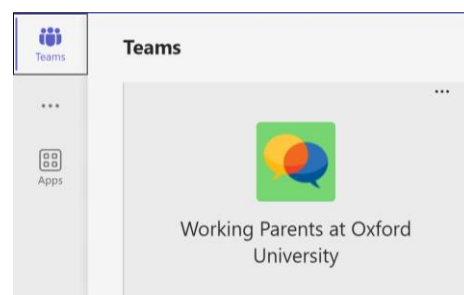 Teams
Teams
Apps
Working Parents at Oxford
University